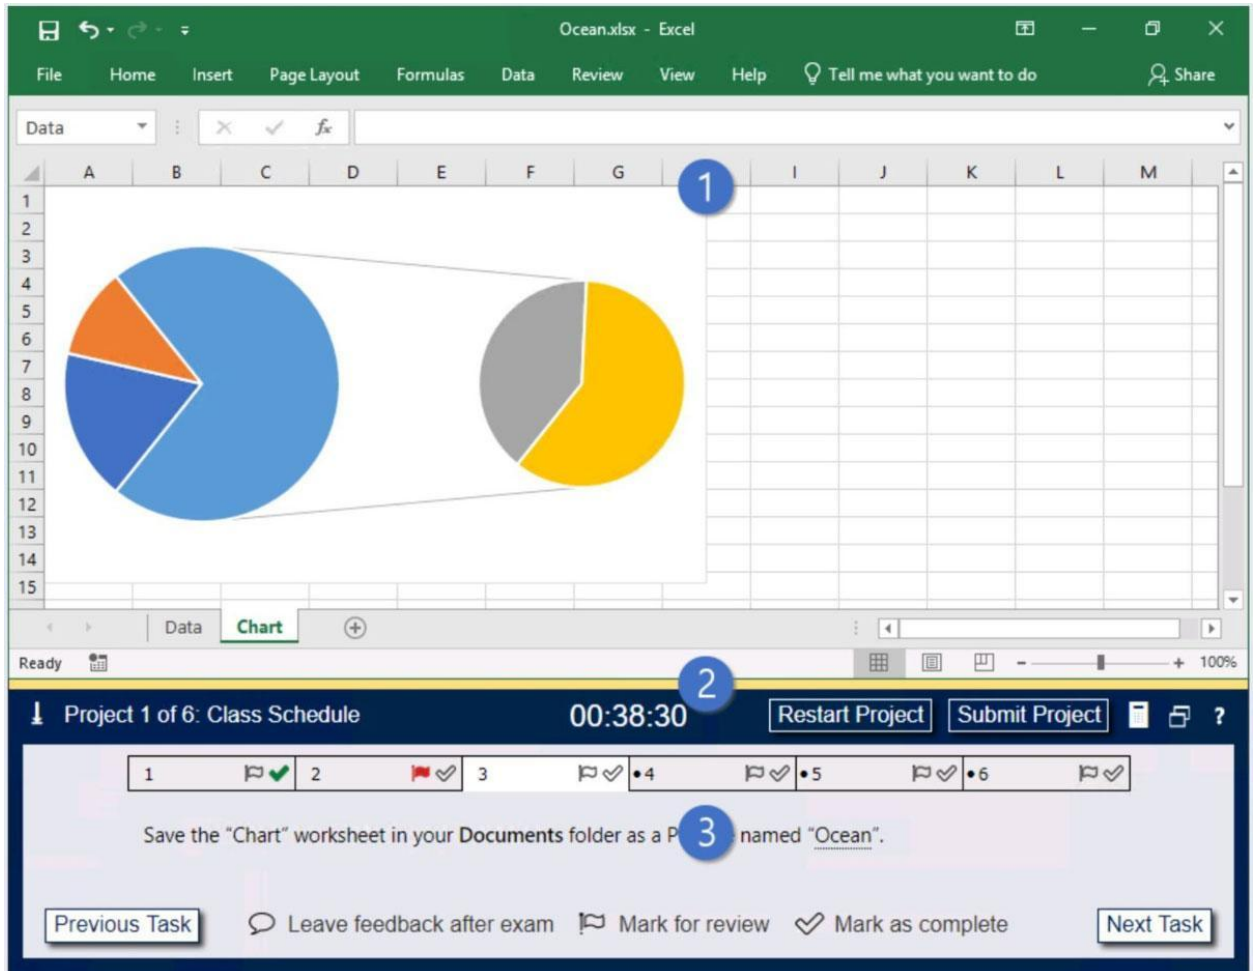 Ocean.xlsx - Excel
File Home Insert Page Layout Formulas Data Review View Help Tell me what you want to do Share
Data fx
A B C D E F G I J K L M
1
1
2
3
4
5
6
7
8
9
10
11
12
13
14
15
Data Chart
Ready 100%
2
Project 1 of 6: Class Schedule 00:38:30 Restart Project Submit Project ?
1 2 3 •4 •5 •6
Save the "Chart" worksheet in your Documents folder as a P 3 named "Ocean".
Previous Task Leave feedback after exam Mark for review Mark as complete Next Task